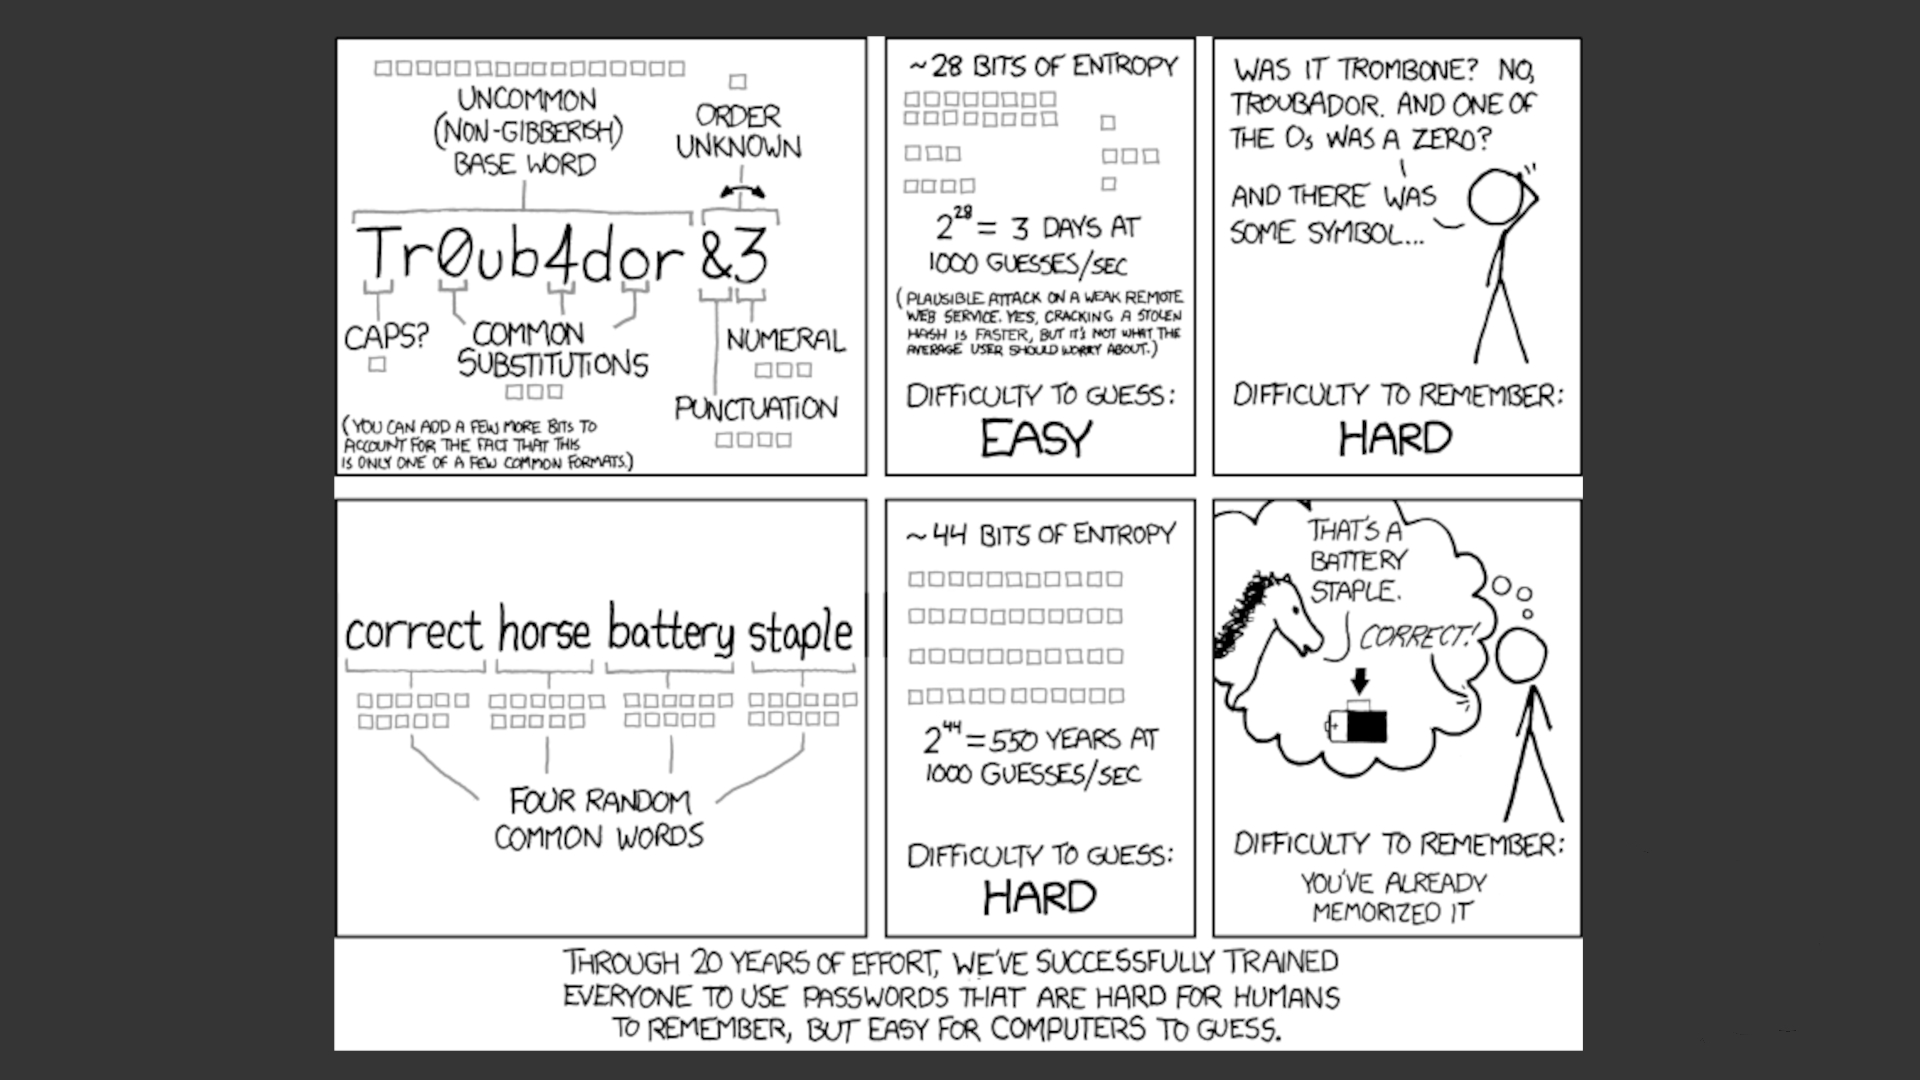 UNCOMMON
(NON-GIBBERISH)
BASE WORD
ORDER
UNKNOWN
Tr0ub4dor &3
CAPS?
COMMON
SUBSTITUTIONS
NUMERAL
PUNCTUATION
(YOU CAN ADD A FEW MORE BITS TO
ACCOUNT FOR THE FACT THAT THIS
IS ONLY ONE OF A FEW COMMON FORMATS.)
~28 BITS OF ENTROPY
2^28 = 3 DAYS AT
1000 GUESSES/SEC
(PLAUSIBLE ATTACK ON A WEAK REMOTE
WEB SERVICE. YES, CRACKING A STOLEN
HASH IS FASTER, BUT IT'S NOT WHAT THE
AVERAGE USER SHOULD WORRY ABOUT.)
DIFFICULTY TO GUESS:
EASY
WAS IT TROMBONE? NO,
TROUBADOR. AND ONE OF
THE Os WAS A ZERO?
AND THERE WAS
SOME SYMBOL...
DIFFICULTY TO REMEMBER:
HARD
correct horse battery staple
FOUR RANDOM
COMMON WORDS
~44 BITS OF ENTROPY
2^44 = 550 YEARS AT
1000 GUESSES/SEC
DIFFICULTY TO GUESS:
HARD
THAT'S A
BATTERY
STAPLE.
CORRECT!
+
DIFFICULTY TO REMEMBER:
YOU'VE ALREADY
MEMORIZED IT
THROUGH 20 YEARS OF EFFORT, WE'VE SUCCESSFULLY TRAINED
EVERYONE TO USE PASSWORDS THAT ARE HARD FOR HUMANS
TO REMEMBER, BUT EASY FOR COMPUTERS TO GUESS.